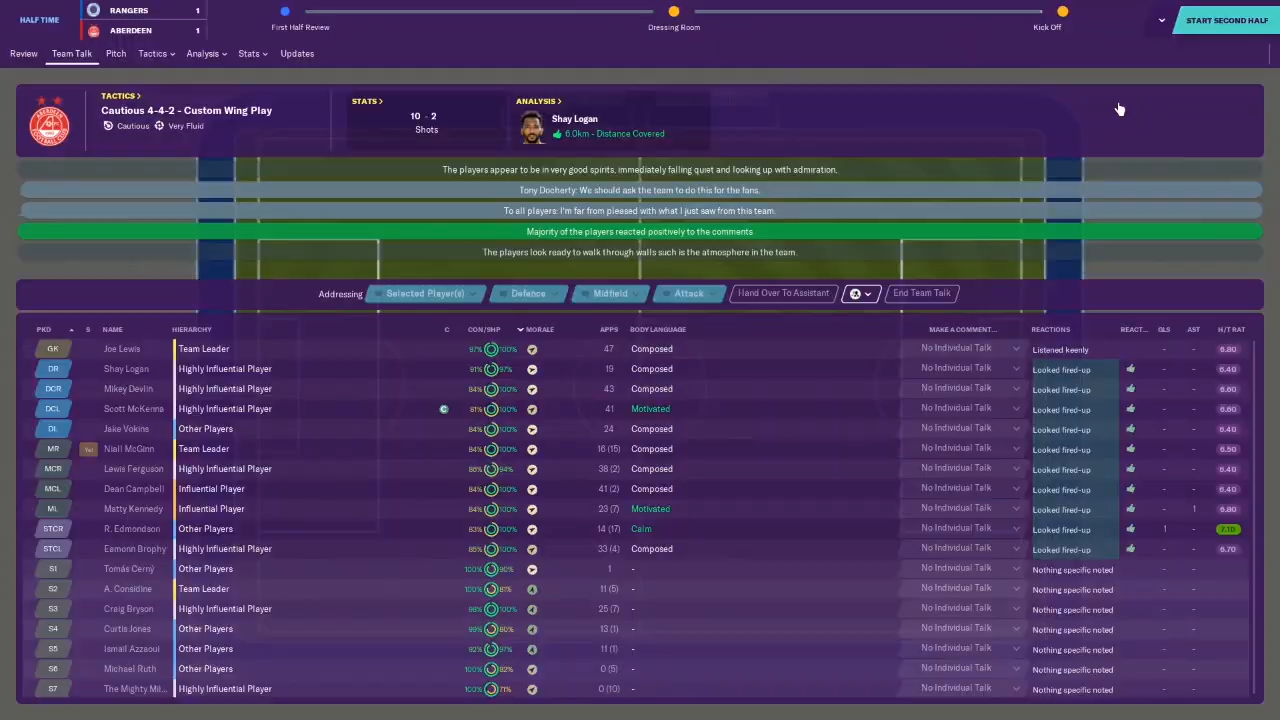 HALF TIME
RANGERS 1
ABERDEEN 1
First Half Review
Dressing Room
Kick Off
START SECOND HALF
Review Team Talk Pitch Tactics Analysis Stats Updates
TACTICS >
Cautious 4-4-2 - Custom Wing Play
Cautious Very Fluid
STATS >
10 - 2
Shots
ANALYSIS >
Shay Logan
6.0km - Distance Covered
The players appear to be in very good spirits, immediately falling quiet and looking up with admiration.
Tony Docherty: We should ask the team to do this for the fans.
To all players: I'm far from pleased with what I just saw from this team.
Majority of the players reacted positively to the comments
The players look ready to walk through walls such is the atmosphere in the team.
Addressing Selected Player(s) Defence Midfield Attack Hand Over To Assistant End Team Talk
PKD S NAME HIERARCHY C CON/SHP MORALE APPS BODY LANGUAGE MAKE A COMMENT... REACTIONS REACT... GLS AST H/T RAT
GK Joe Lewis Team Leader 97% 100% 47 Composed No Individual Talk Listened keenly - - 6.80
DR Shay Logan Highly Influential Player 91% 97% 19 Composed No Individual Talk Looked fired-up - - 6.40
DCR Mikey Devlin Highly Influential Player 84% 100% 43 Composed No Individual Talk Looked fired-up - - 6.60
DCL Scott McKenna Highly Influential Player C 81% 100% 41 Motivated No Individual Talk Looked fired-up - - 6.60
DL Jake Vokins Other Players 84% 100% 24 Composed No Individual Talk Looked fired-up - - 6.40
MR Yel Niall McGinn Team Leader 84% 100% 16 (15) Composed No Individual Talk Looked fired-up - - 6.50
MCR Lewis Ferguson Highly Influential Player 86% 94% 38 (2) Composed No Individual Talk Looked fired-up - - 6.40
MCL Dean Campbell Influential Player 84% 100% 41 (2) Composed No Individual Talk Looked fired-up - - 6.40
ML Matty Kennedy Influential Player 84% 100% 23 (7) Motivated No Individual Talk Looked fired-up - 1 6.80
STCR R. Edmondson Other Players 83% 100% 14 (17) Calm No Individual Talk Looked fired-up 1 - 7.10
STCL Eamonn Brophy Highly Influential Player 85% 100% 33 (4) Composed No Individual Talk Looked fired-up - - 6.70
S1 Tomás Cerný Other Players 100% 90% 1 - No Individual Talk Nothing specific noted - -
S2 A. Considine Team Leader 100% 81% 11 (5) - No Individual Talk Nothing specific noted - -
S3 Craig Bryson Highly Influential Player 98% 100% 25 (7) - No Individual Talk Nothing specific noted - -
S4 Curtis Jones Other Players 99% 80% 13 (1) - No Individual Talk Nothing specific noted - -
S5 Ismail Azzaoui Other Players 92% 97% 11 (1) - No Individual Talk Nothing specific noted - -
S6 Michael Ruth Other Players 100% 82% 0 (5) - No Individual Talk Nothing specific noted - -
S7 The Mighty Mil... Highly Influential Player 100% 71% 0 (10) - No Individual Talk Nothing specific noted - -